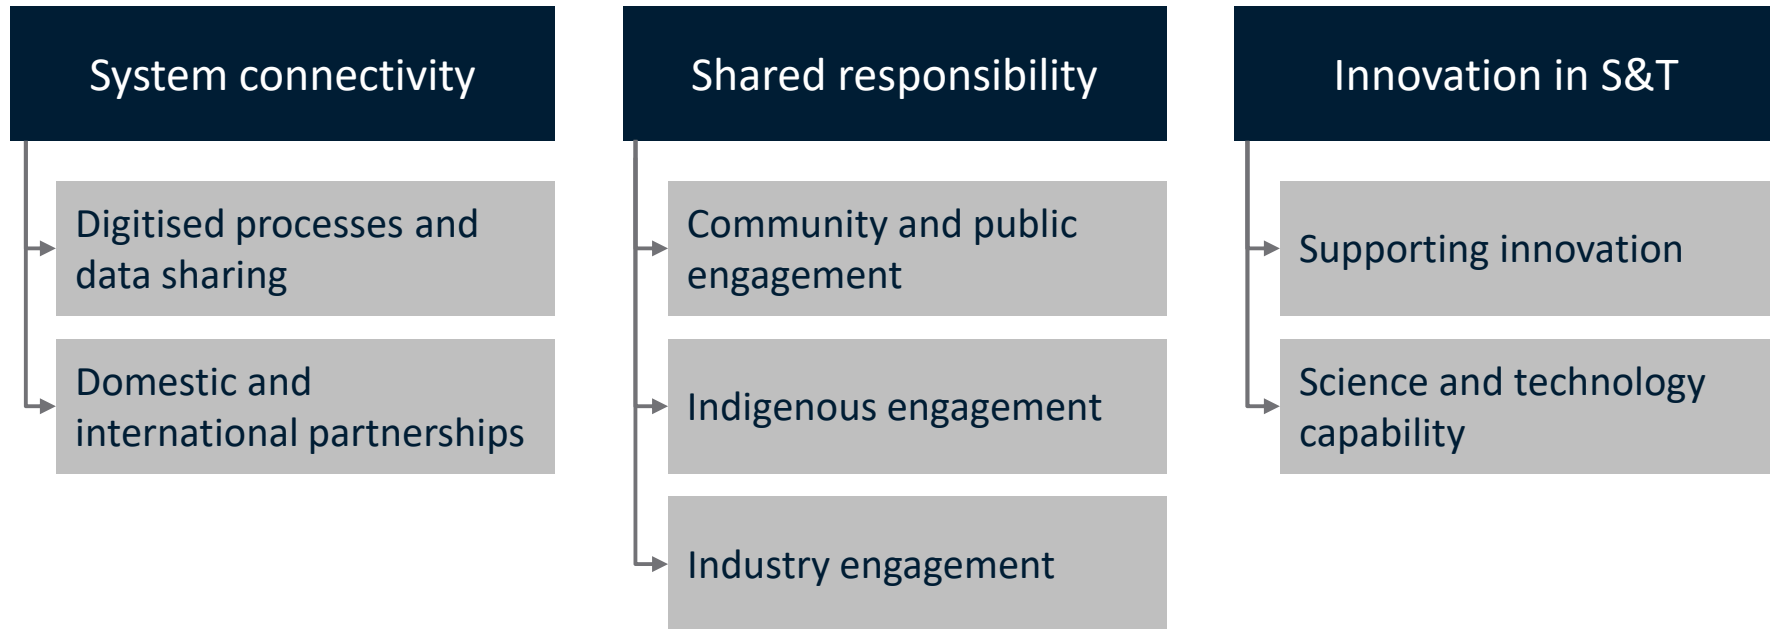 System connectivity
Digitised processes and
data sharing
Domestic and
international partnerships
Shared responsibility
Community and public
engagement
Indigenous engagement
Industry engagement
Innovation in S&T
Supporting innovation
Science and technology
capability